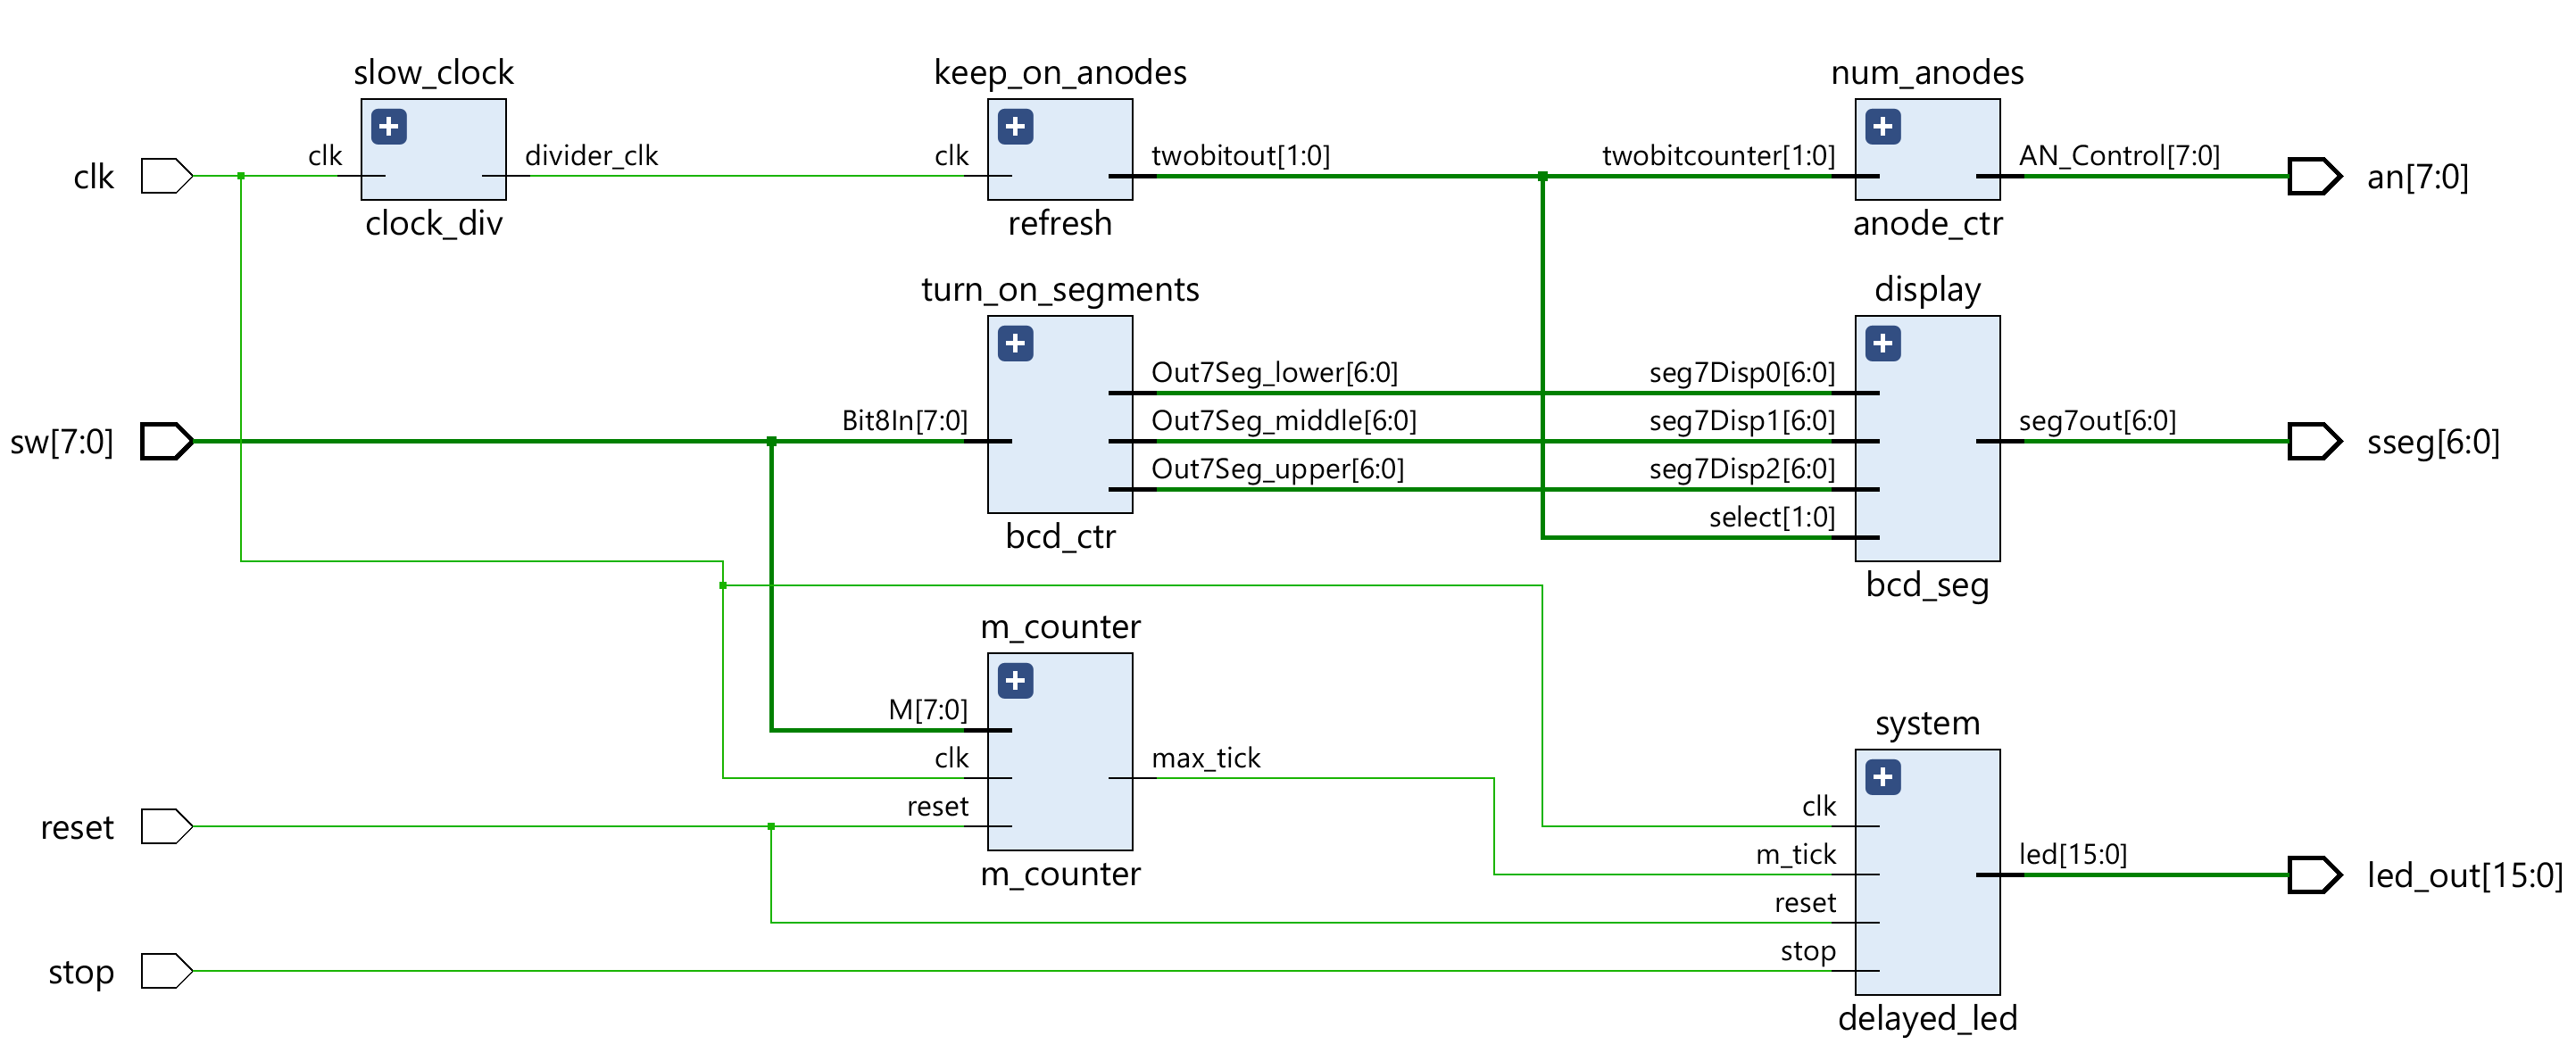 slow_clock
keep_on_anodes
num_anodes
clk
clk
divider_clk
clk
twobitout[1:0]
twobitcounter[1:0]
AN_Control[7:0]
an[7:0]
clock_div
refresh
anode_ctr
turn_on_segments
display
Out7Seg_lower[6:0]
seg7Disp0[6:0]
sw[7:0]
Bit8In[7:0]
Out7Seg_middle[6:0]
seg7Disp1[6:0]
seg7out[6:0]
sseg[6:0]
Out7Seg_upper[6:0]
seg7Disp2[6:0]
select[1:0]
bcd_ctr
bcd_seg
m_counter
M[7:0]
system
clk
max_tick
reset
reset
clk
m_counter
m_tick
led[15:0]
led_out[15:0]
reset
stop
stop
delayed_led